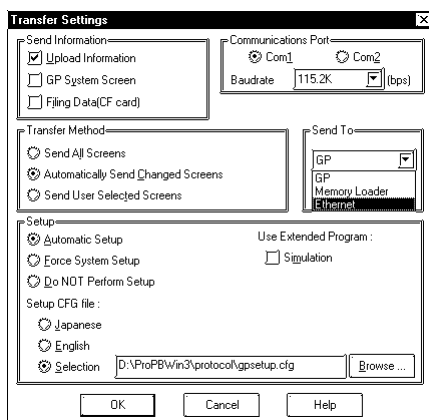 Transfer Settings
Send Information
Upload Information
GP System Screen
Filing Data(CF card)
Communications Port
Com1
Com2
Baudrate
115.2K
(bps)
Transfer Method
Send All Screens
Automatically Send Changed Screens
Send User Selected Screens
Send To
GP
GP
Memory Loader
Ethernet
Setup
Automatic Setup
Force System Setup
Do NOT Perform Setup
Use Extended Program :
Simulation
Setup CFG file :
Japanese
English
Selection
D:\ProPBWin3\protocol\gpsetup.cfg
Browse ...
OK
Cancel
Help